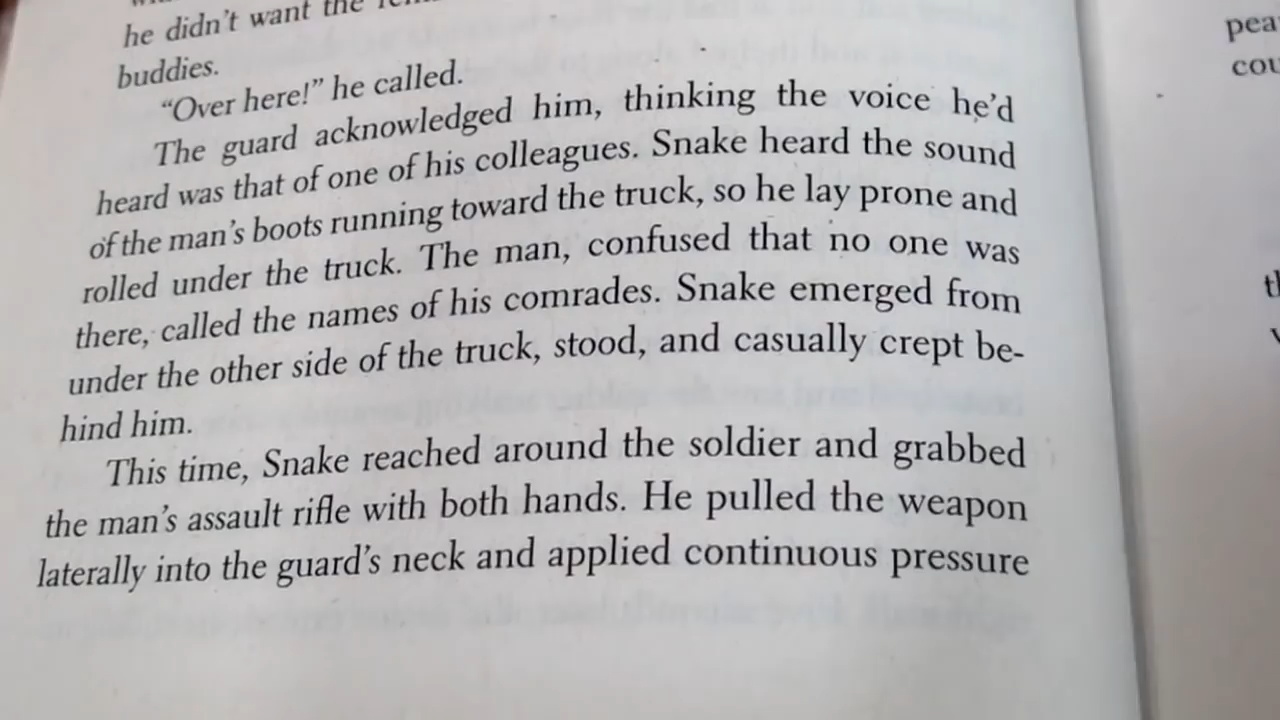 he didn't want the
buddies.
"Over here!" he called.
The guard acknowledged him, thinking the voice he'd
heard was that of one of his colleagues. Snake heard the sound
of the man's boots running toward the truck, so he lay prone and
rolled under the truck. The man, confused that no one was
there, called the names of his comrades. Snake emerged from
under the other side of the truck, stood, and casually crept be-
hind him.
This time, Snake reached around the soldier and grabbed
the man's assault rifle with both hands. He pulled the weapon
laterally into the guard's neck and applied continuous pressure